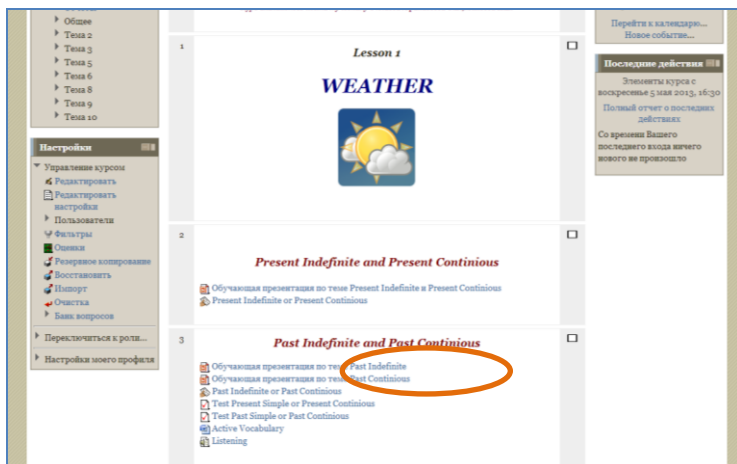 Общее
Тема 2
Тема 3
Тема 5
Тема 6
Тема 8
Тема 9
Тема 10
Настройки
Управление курсом
Редактировать
Редактировать
настройки
Пользователи
Фильтры
Оценки
Резервное копирование
Восстановить
Импорт
Очистка
Банк вопросов
Переключиться к роли...
Настройки моего профиля
1
Lesson 1
WEATHER
2
Present Indefinite and Present Continious
Обучающая презентация по теме Present Indefinite и Present Continious
Present Indefinite or Present Continious
3
Past Indefinite and Past Continious
Обучающая презентация по теме Past Indefinite
Обучающая презентация по теме Past Continious
Past Indefinite or Past Continious
Test Present Simple or Present Continious
Test Past Simple or Past Continious
Active Vocabulary
Listening
Перейти к календарю...
Новое событие...
Последние действия
Элементы курса с
воскресенье 5 мая 2013, 16:30
Полный отчет о последних
действиях
Со времени Вашего
последнего входа ничего
нового не произошло